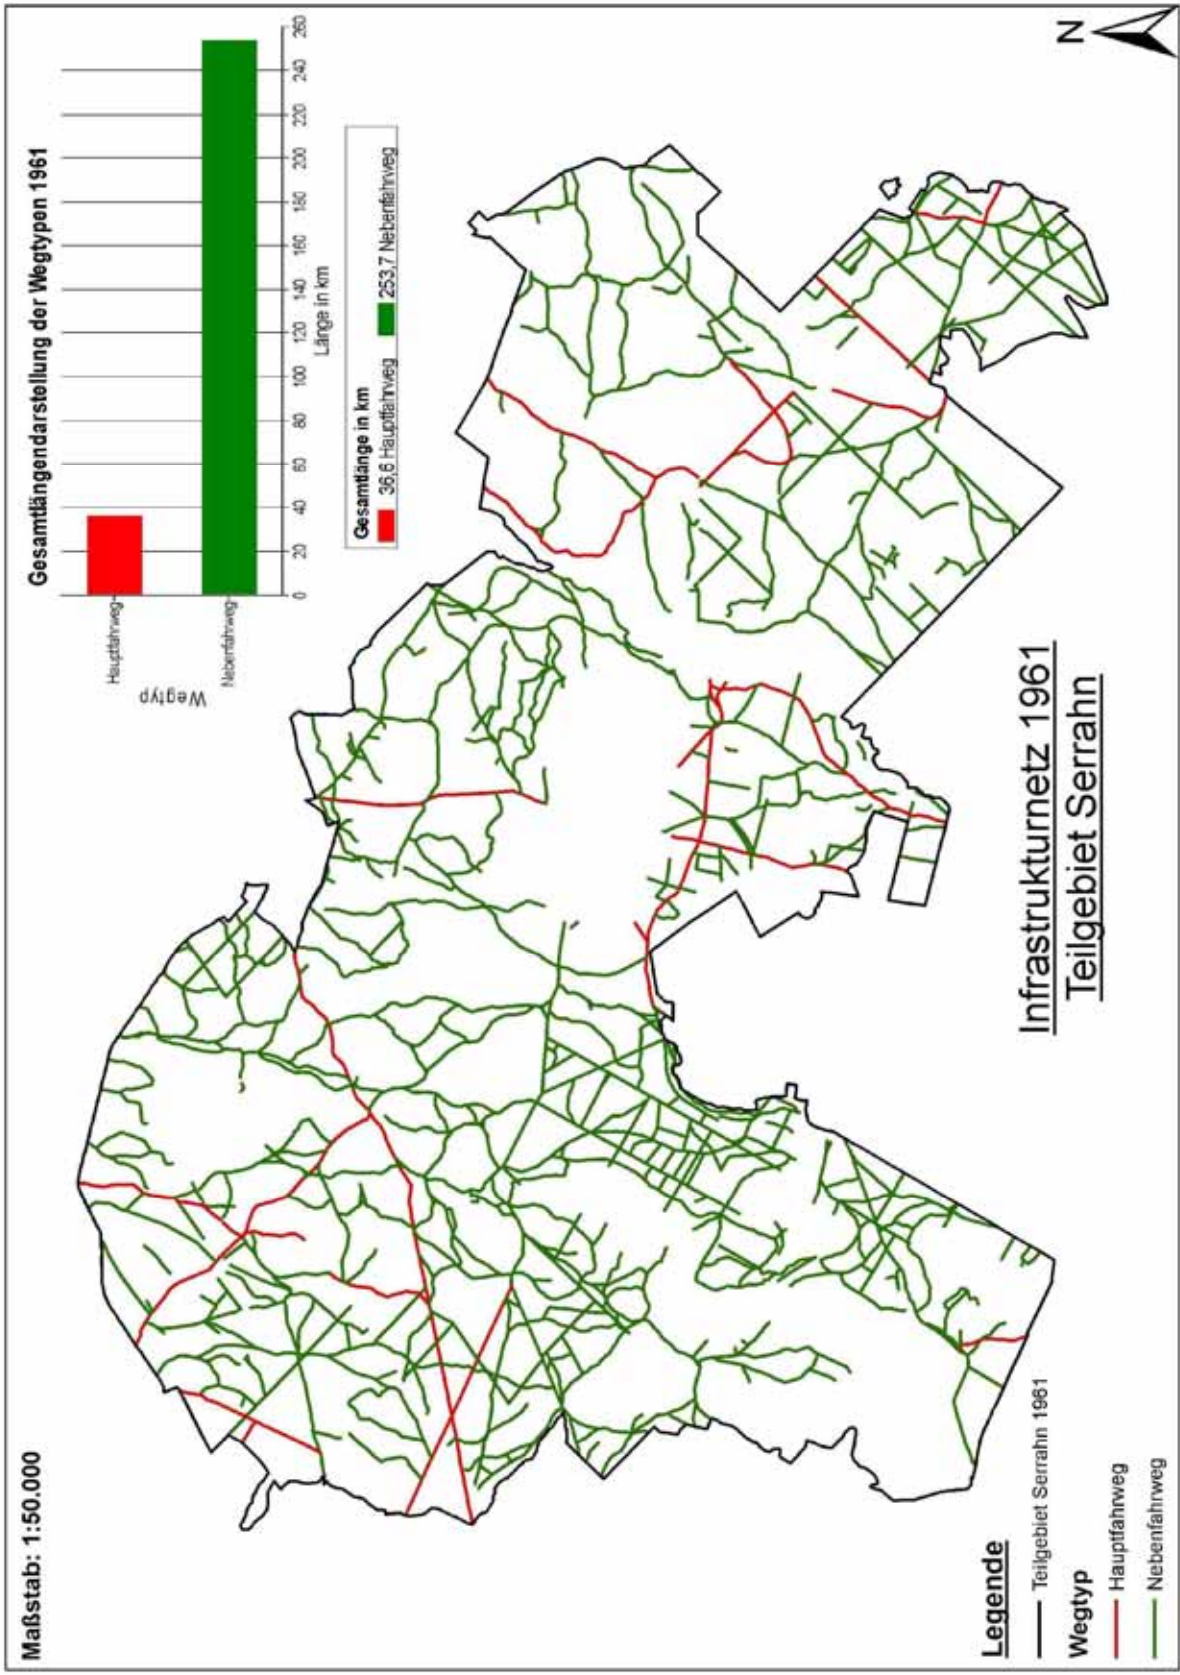 Maßstab: 1:50.000
Gesamtlängendarstellung der Wegtypen 1961
Wegtyp
Hauptfahrweg
Nebenfahrweg
0 20 40 60 80 100 120 140 160 180 200 220 240 260
Länge in km
Gesamtlänge in km
36,6 Hauptfahrweg 253,7 Nebenfahrweg
N
Infrastrukturnetz 1961
Teilgebiet Serrahn
Legende
Teilgebiet Serrahn 1961
Wegtyp
Hauptfahrweg
Nebenfahrweg